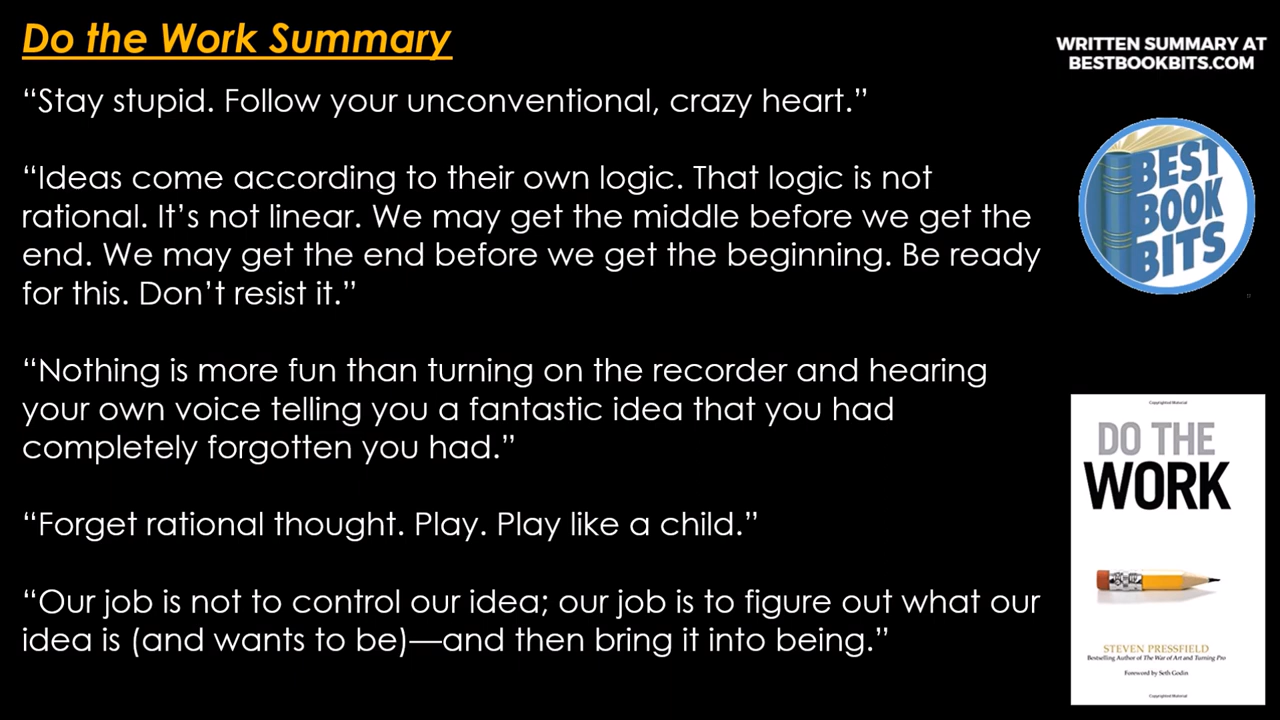 Do the Work Summary
WRITTEN SUMMARY AT
BESTBOOKBITS.COM
“Stay stupid. Follow your unconventional, crazy heart.”
“Ideas come according to their own logic. That logic is not
rational. It’s not linear. We may get the middle before we get the
end. We may get the end before we get the beginning. Be ready
for this. Don’t resist it.”
“Nothing is more fun than turning on the recorder and hearing
your own voice telling you a fantastic idea that you had
completely forgotten you had.”
“Forget rational thought. Play. Play like a child.”
“Our job is not to control our idea; our job is to figure out what our
idea is (and wants to be)—and then bring it into being.”
BEST
BOOK
BITS
”
Copyrighted Material
DO THE
WORK
STEVEN PRESSFIELD
Bestselling Author of The War of Art and Turning Pro
Foreword by Seth Godin
Copyrighted Material